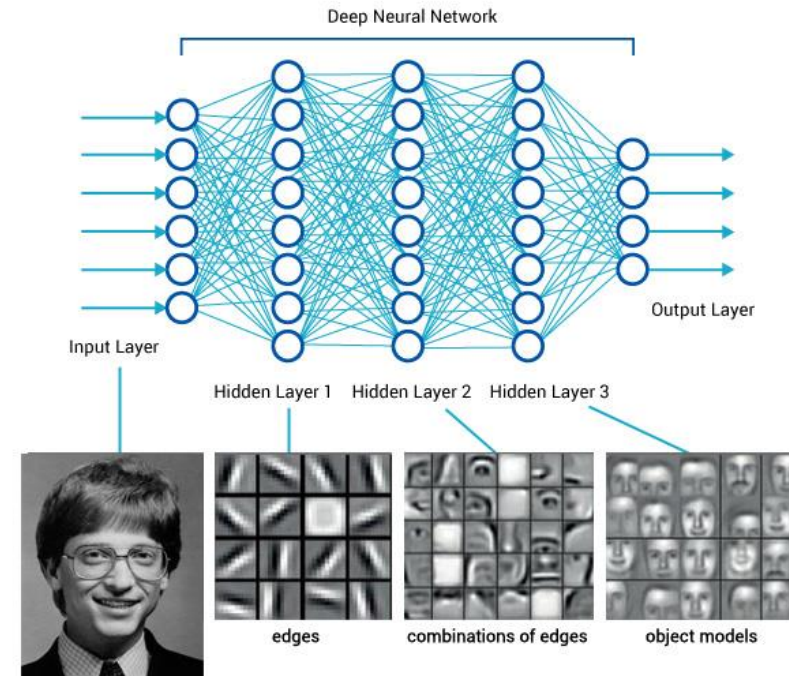 Deep Neural Network
Input Layer
Output Layer
Hidden Layer 1
Hidden Layer 2
Hidden Layer 3
edges
combinations of edges
object models